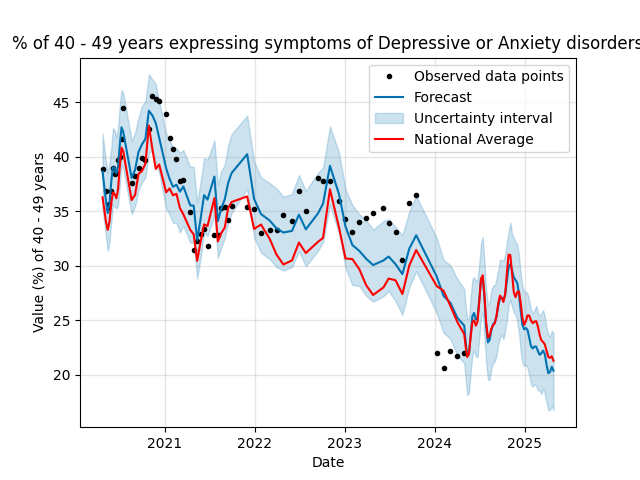 % of 40 - 49 years expressing symptoms of Depressive or Anxiety disorders
Observed data points
Forecast
Uncertainty interval
National Average
Value (%) of 40 - 49 years
45
40
35
30
25
20
2021 2022 2023 2024 2025
Date